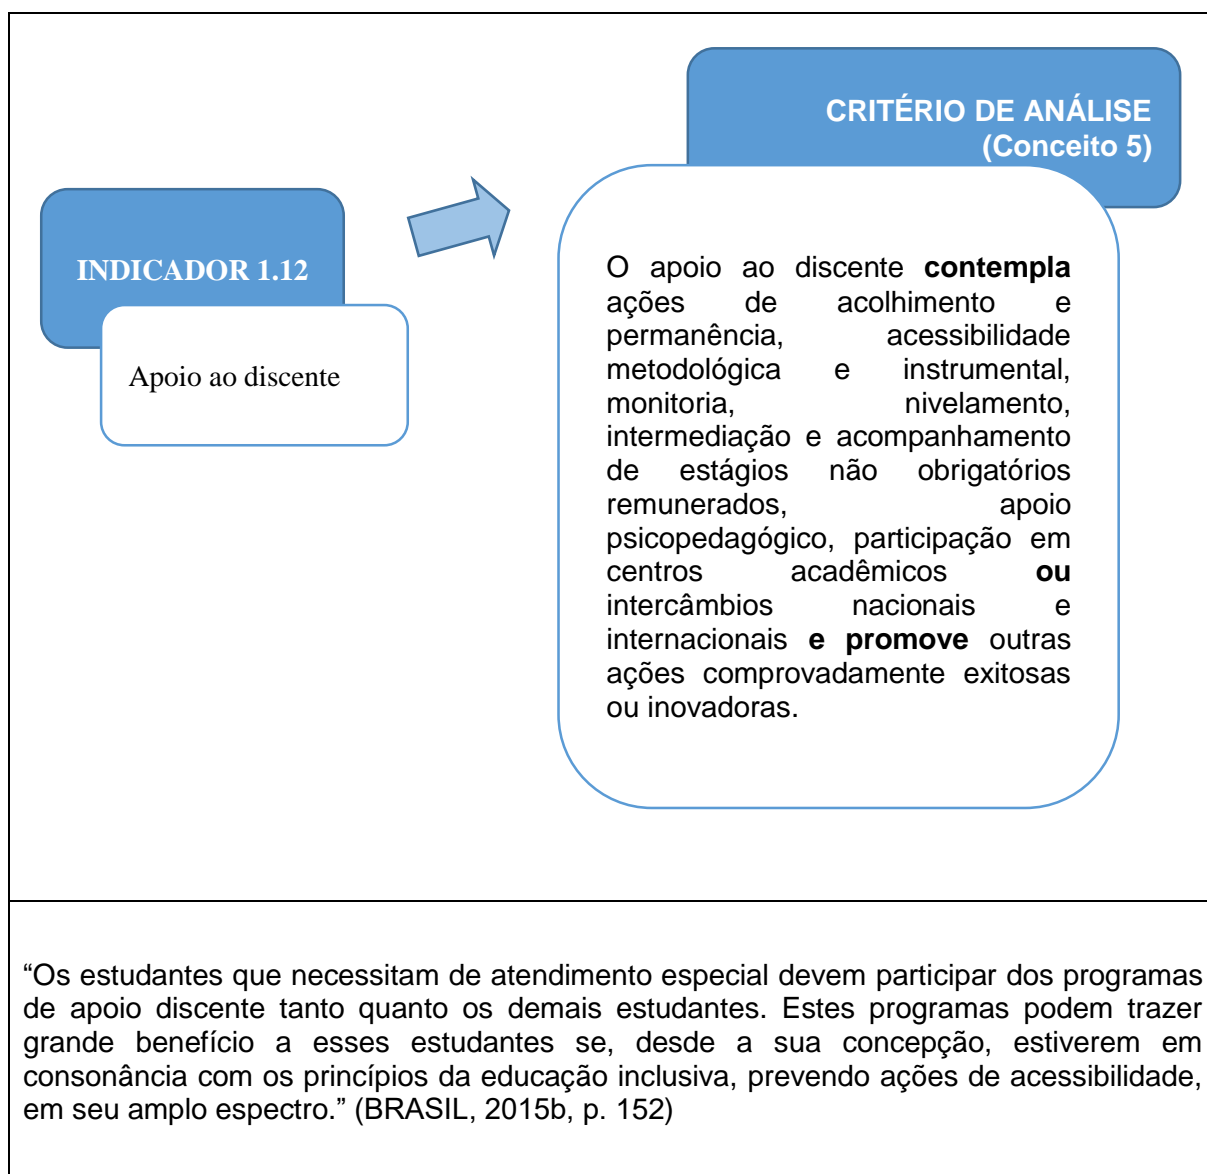 INDICADOR 1.12
Apoio ao discente
CRITÉRIO DE ANÁLISE
(Conceito 5)
O apoio ao discente contempla
ações de acolhimento e
permanência, acessibilidade
metodológica e instrumental,
monitoria, nivelamento,
intermediação e acompanhamento
de estágios não obrigatórios
remunerados, apoio
psicopedagógico, participação em
centros acadêmicos ou
intercâmbios nacionais e
internacionais e promove outras
ações comprovadamente exitosas
ou inovadoras.
“Os estudantes que necessitam de atendimento especial devem participar dos programas
de apoio discente tanto quanto os demais estudantes. Estes programas podem trazer
grande benefício a esses estudantes se, desde a sua concepção, estiverem em
consonância com os princípios da educação inclusiva, prevendo ações de acessibilidade,
em seu amplo espectro.” (BRASIL, 2015b, p. 152)